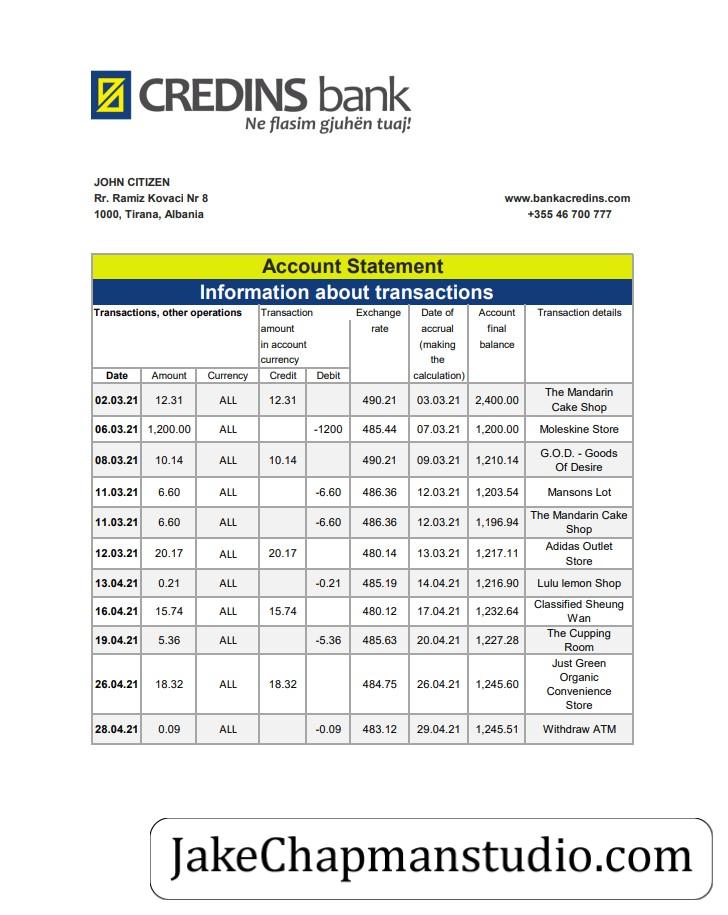 CREDINS bank
Ne flasim gjuhën tuaj!
JOHN CITIZEN
Rr. Ramiz Kovaci Nr 8
www.bankacredins.com
1000, Tirana, Albania
+355 46 700 777
Account Statement
Information about transactions
Transactions, other operations
Transaction
amount
in account
currency
Exchange
rate
Date of
accrual
(making
the
calculation)
Account
final
balance
Transaction details
Date Amount Currency Credit Debit
02.03.21 12.31 ALL 12.31 490.21 03.03.21 2,400.00 The Mandarin
Cake Shop
06.03.21 1,200.00 ALL -1200 485.44 07.03.21 1,200.00 Moleskine Store
08.03.21 10.14 ALL 10.14 490.21 09.03.21 1,210.14 G.O.D. - Goods
Of Desire
11.03.21 6.60 ALL -6.60 486.36 12.03.21 1,203.54 Mansons Lot
11.03.21 6.60 ALL -6.60 486.36 12.03.21 1,196.94 The Mandarin Cake
Shop
12.03.21 20.17 ALL 20.17 480.14 13.03.21 1,217.11 Adidas Outlet
Store
13.04.21 0.21 ALL -0.21 485.19 14.04.21 1,216.90 Lulu lemon Shop
16.04.21 15.74 ALL 15.74 480.12 17.04.21 1,232.64 Classified Sheung
Wan
19.04.21 5.36 ALL -5.36 485.63 20.04.21 1,227.28 The Cupping
Room
26.04.21 18.32 ALL 18.32 484.75 26.04.21 1,245.60 Just Green
Organic
Convenience
Store
28.04.21 0.09 ALL -0.09 483.12 29.04.21 1,245.51 Withdraw ATM
JakeChapmanstudio.com